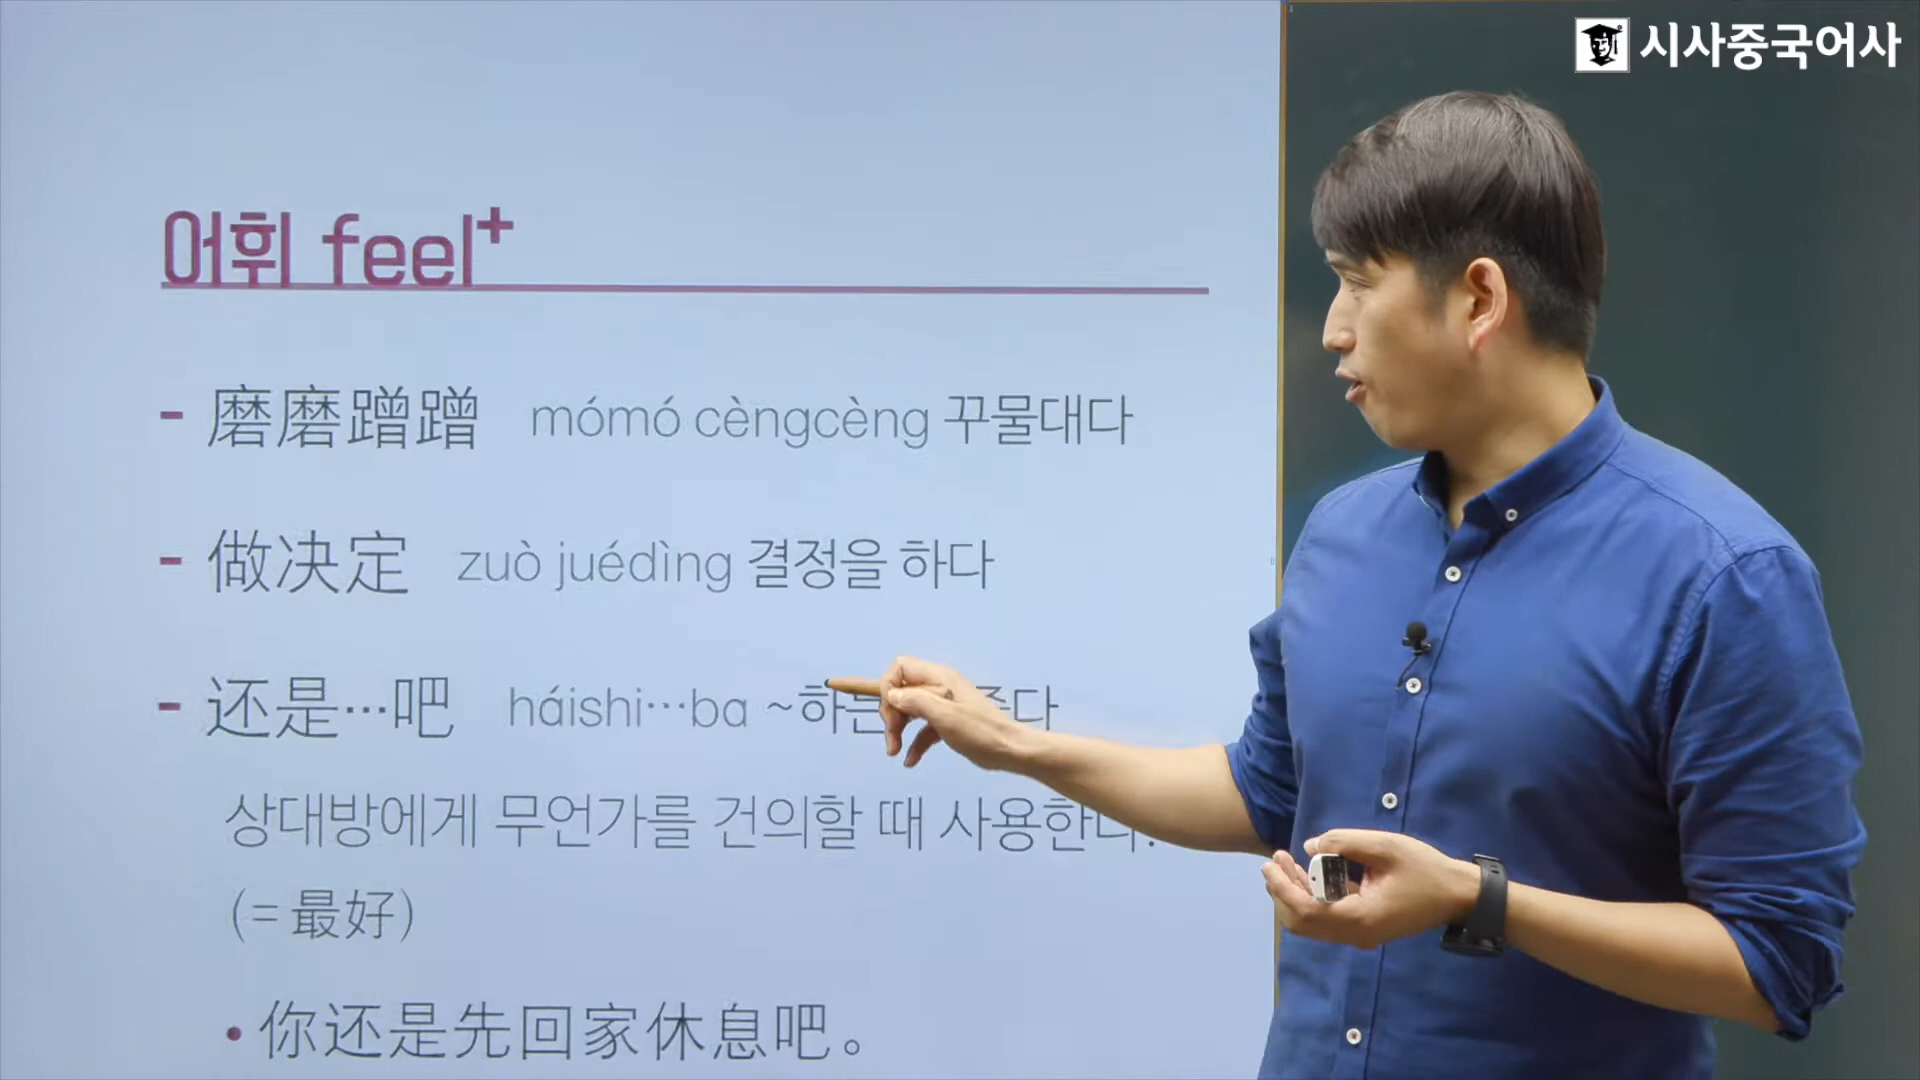 시사중국어사
어휘 feel+
- 磨磨蹭蹭 mómó cèngcèng 꾸물대다
- 做决定 zuò juédìng 결정을 하다
- 还是…吧 háishi…ba ~하는
상대방에게 무언가를 건의할 때 사용한다.
(= 最好)
• 你还是先回家休息吧。